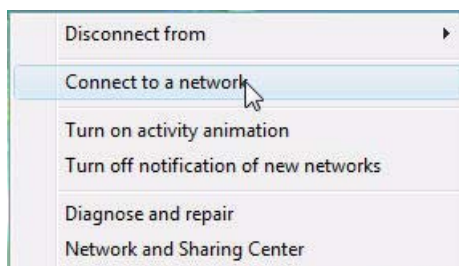 Disconnect from
Connect to a network
Turn on activity animation
Turn off notification of new networks
Diagnose and repair
Network and Sharing Center